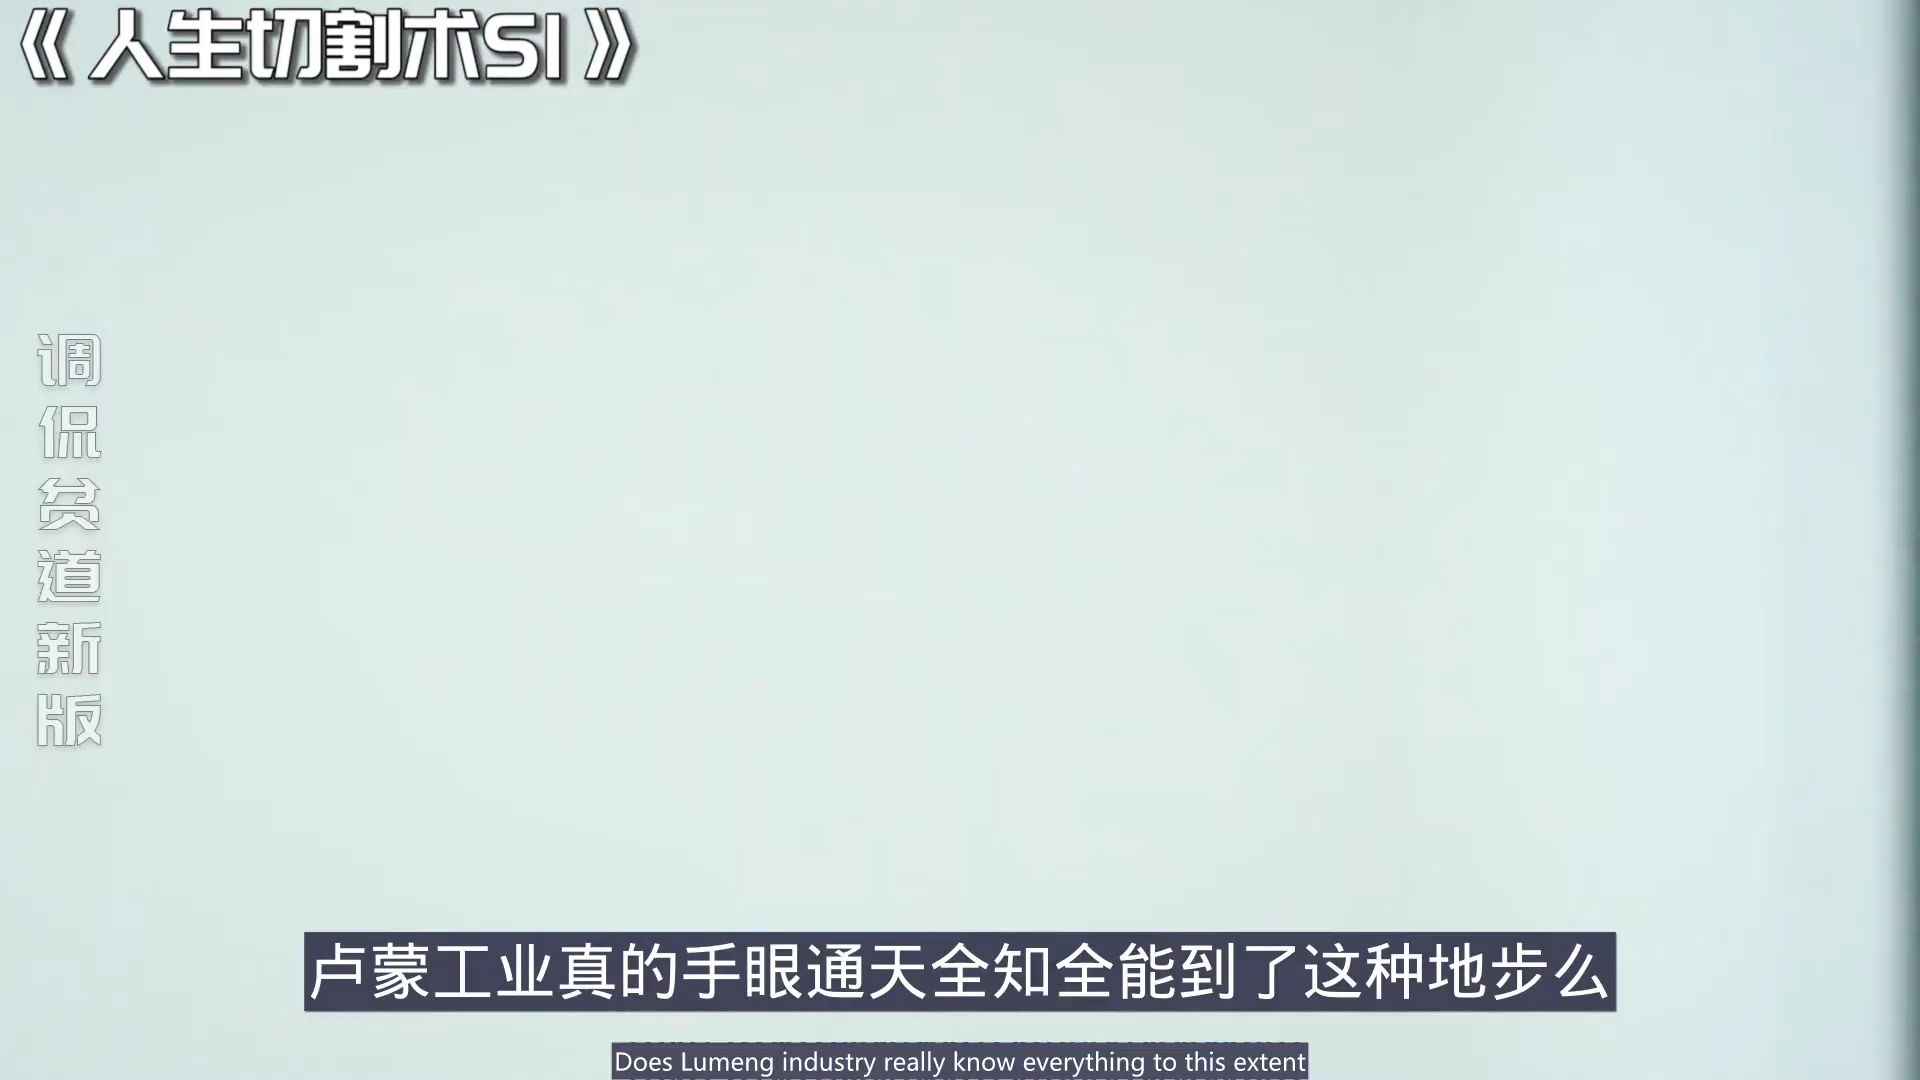 《人生切割术S1》
调侃贫道新版
卢蒙工业真的手眼通天全知全能到了这种地步么
Does Lumeng industry really know everything to this extent